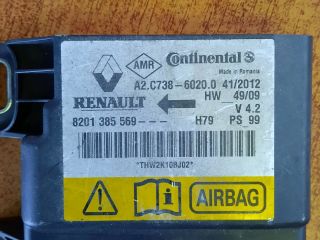 AMR Continental
Made in Romania
A2.C738-6020.0 41/2012
RENAULT HW 49/09
V 4.2
8201 385 569--- H79 PS_99
*THW2K108J02*
AIRBAG